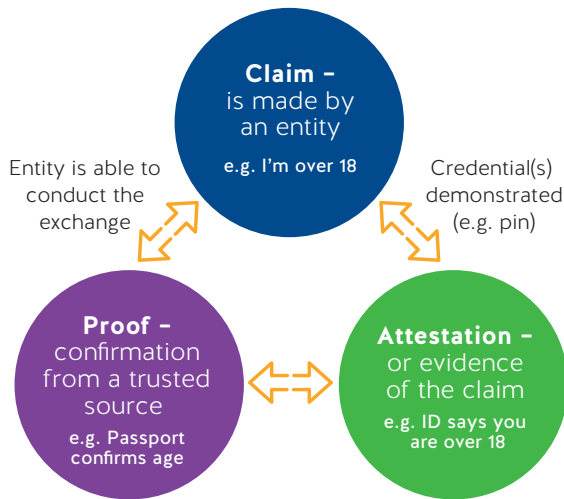 Claim –
is made by
an entity
e.g. I'm over 18
Entity is able to
conduct the
exchange
Credential(s)
demonstrated
(e.g. pin)
Proof –
confirmation
from a trusted
source
e.g. Passport
confirms age
Attestation –
or evidence
of the claim
e.g. ID says you
are over 18